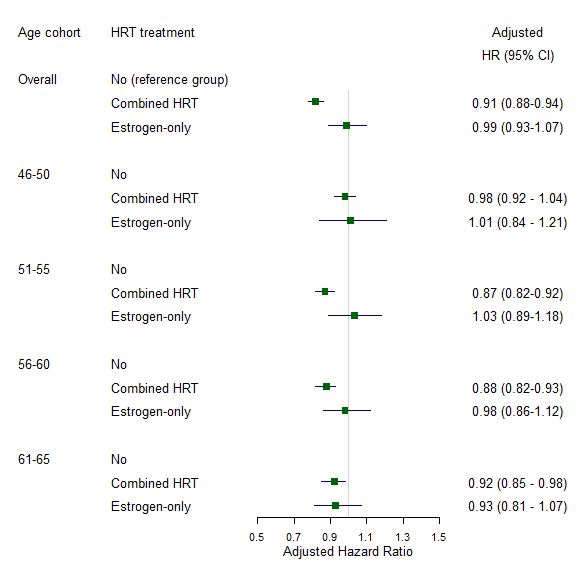 Age cohort HRT treatment Adjusted
HR (95% CI)
Overall No (reference group)
Combined HRT 0.91 (0.88-0.94)
Estrogen-only 0.99 (0.93-1.07)
46-50 No
Combined HRT 0.98 (0.92 - 1.04)
Estrogen-only 1.01 (0.84 - 1.21)
51-55 No
Combined HRT 0.87 (0.82-0.92)
Estrogen-only 1.03 (0.89-1.18)
56-60 No
Combined HRT 0.88 (0.82-0.93)
Estrogen-only 0.98 (0.86-1.12)
61-65 No
Combined HRT 0.92 (0.85 - 0.98)
Estrogen-only 0.93 (0.81 - 1.07)
0.5 0.7 0.9 1.1 1.3 1.5
Adjusted Hazard Ratio